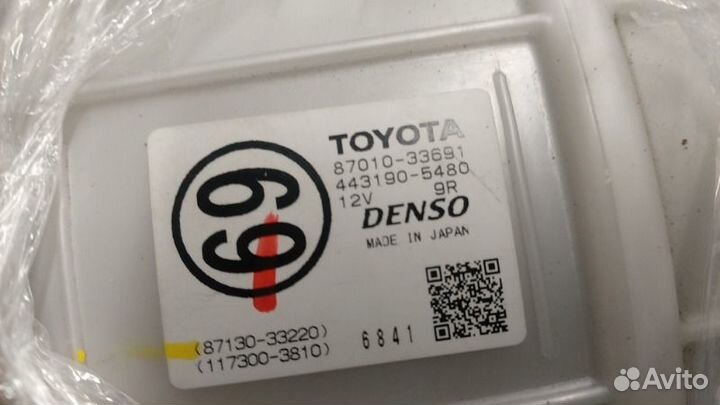 TOYOTA
87010-33691
443190-5480
12V 9R
DENSO
MADE IN JAPAN
69
(87130-33220)
(117300-3810)
6841
Avito